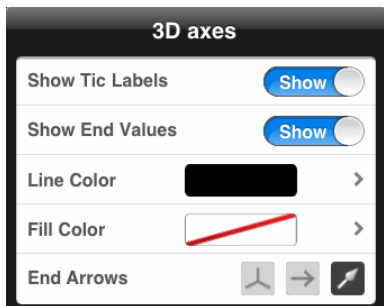 3D axes
Show Tic Labels Show
Show End Values Show
Line Color
Fill Color
End Arrows